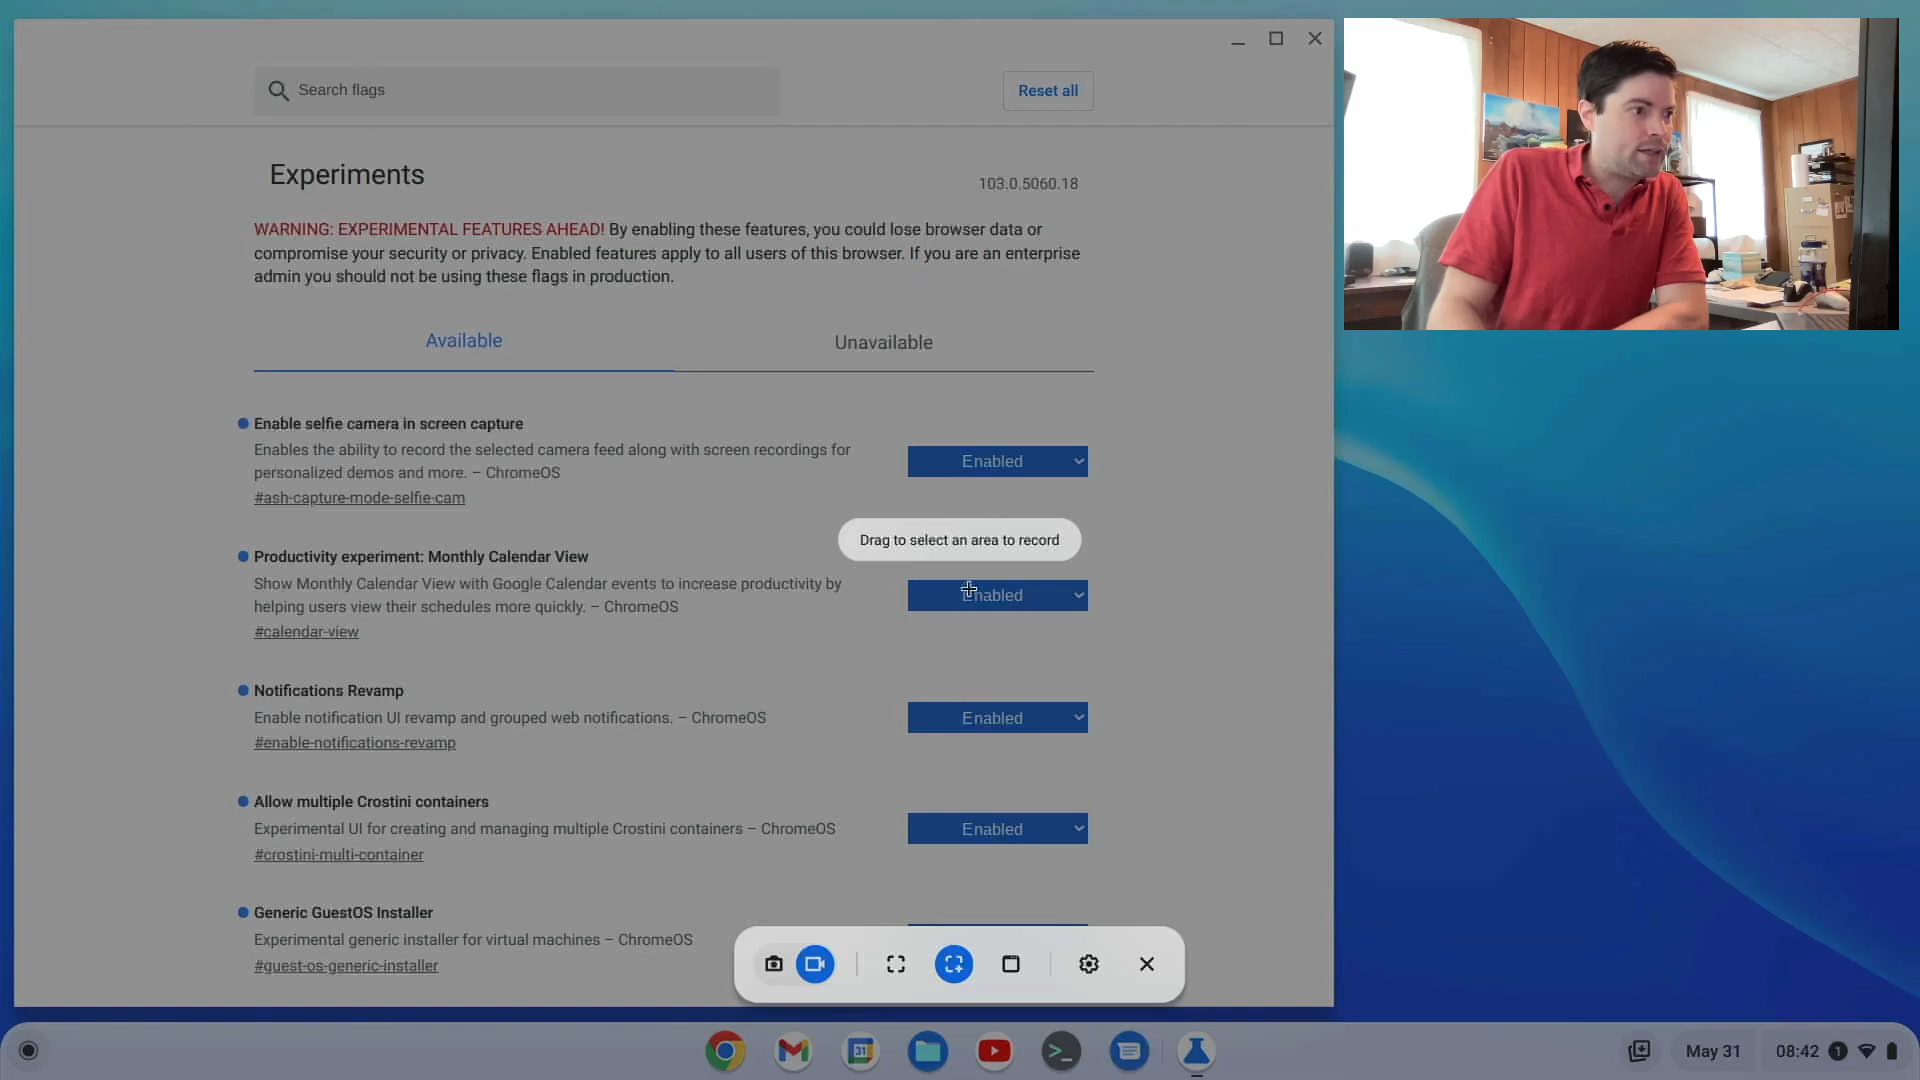 Search flags
Reset all
Experiments
103.0.5060.18
WARNING: EXPERIMENTAL FEATURES AHEAD! By enabling these features, you could lose browser data or
compromise your security or privacy. Enabled features apply to all users of this browser. If you are an enterprise
admin you should not be using these flags in production.
Available
Unavailable
Enable selfie camera in screen capture
Enables the ability to record the selected camera feed along with screen recordings for
personalized demos and more. – ChromeOS
#ash-capture-mode-selfie-cam
Enabled
Drag to select an area to record
Productivity experiment: Monthly Calendar View
Show Monthly Calendar View with Google Calendar events to increase productivity by
helping users view their schedules more quickly. – ChromeOS
#calendar-view
Enabled
Notifications Revamp
Enable notification UI revamp and grouped web notifications. – ChromeOS
#enable-notifications-revamp
Enabled
Allow multiple Crostini containers
Experimental UI for creating and managing multiple Crostini containers – ChromeOS
#crostini-multi-container
Enabled
Generic GuestOS Installer
Experimental generic installer for virtual machines – ChromeOS
#guest-os-generic-installer
31
May 31
08:42
1